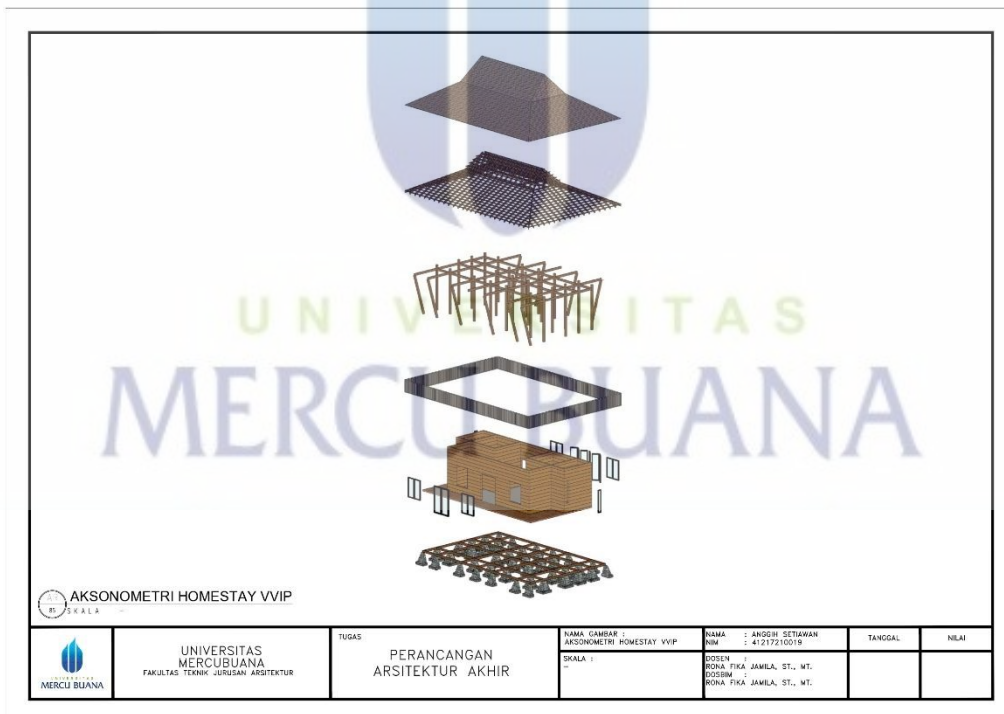 UNIVERSITAS
MERCU BUANA
85
AKSONOMETRI HOMESTAY VVIP
SKALA –
UNIVERSITAS
MERCU BUANA
UNIVERSITAS
MERCUBUANA
FAKULTAS TEKNIK JURUSAN ARSITEKTUR
TUGAS
PERANCANGAN
ARSITEKTUR AKHIR
NAMA GAMBAR :
AKSONOMETRI HOMESTAY VVIP
SKALA :
–
NAMA : ANGGIH SETIAWAN
NIM : 41217210019
DOSEN :
RONA FIKA JAMILA, ST., MT.
DOSBIM :
RONA FIKA JAMILA, ST., MT.
TANGGAL
NILAI